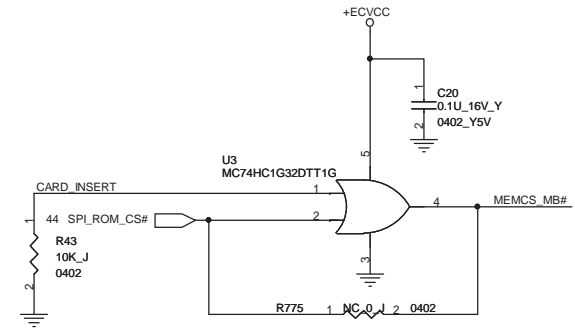 +ECVCC
1
C20
0.1U_16V_Y
2
0402_Y5V
5
U3
MC74HC1G32DTT1G
CARD_INSERT
1
4
MEMCS_MB#
44 SPI_ROM_CS#
2
1
R43
10K_J
0402
2
3
R775 1 NC_0_J 2 0402